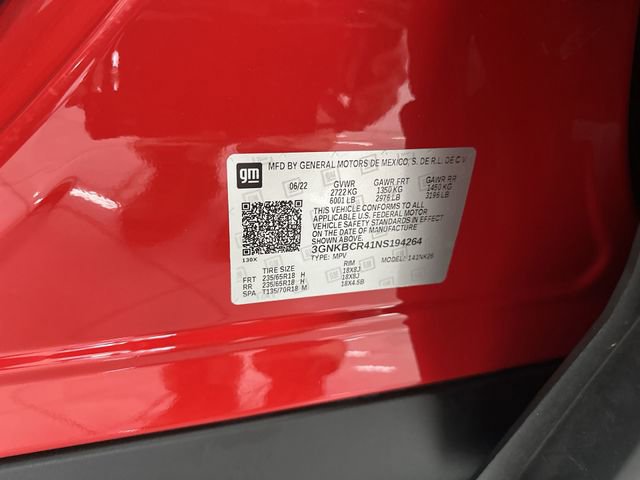 gm
MFD BY GENERAL MOTORS DE MEXICO, S. DE R.L. DE C.V.
06/22 GVWR GAWR FRT GAWR RR
2722 KG 1350 KG 1450 KG
6001 LB 2976 LB 3196 LB
THIS VEHICLE CONFORMS TO ALL
APPLICABLE U.S. FEDERAL MOTOR
VEHICLE SAFETY STANDARDS IN EFFECT
ON THE DATE OF MANUFACTURE SHOWN ABOVE.
3GNKBCR41NS194264
130X TYPE: MPV MODEL: 141NK26
TIRE SIZE RIM
FRT 235/65R18 H 18X8J
RR 235/65R18 H 18X8J
SPA T135/70R18 M 18X4.5B